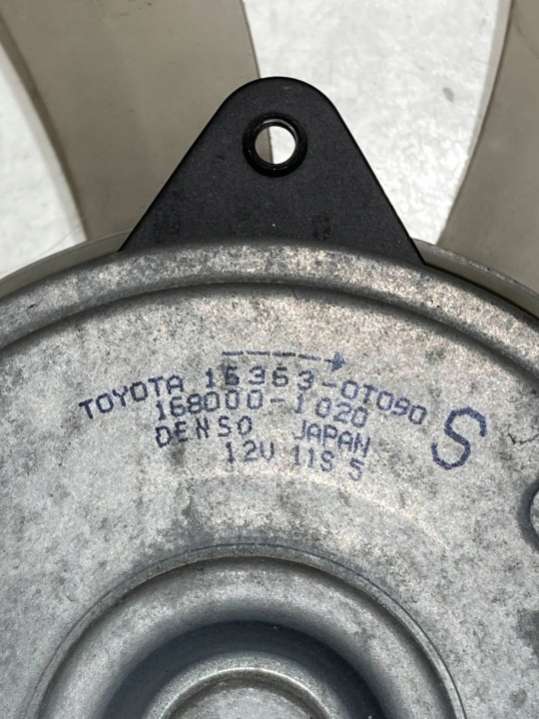 TOYOTA 16363-0T090
168000-1020
DENSO JAPAN
12V 11S 5
S